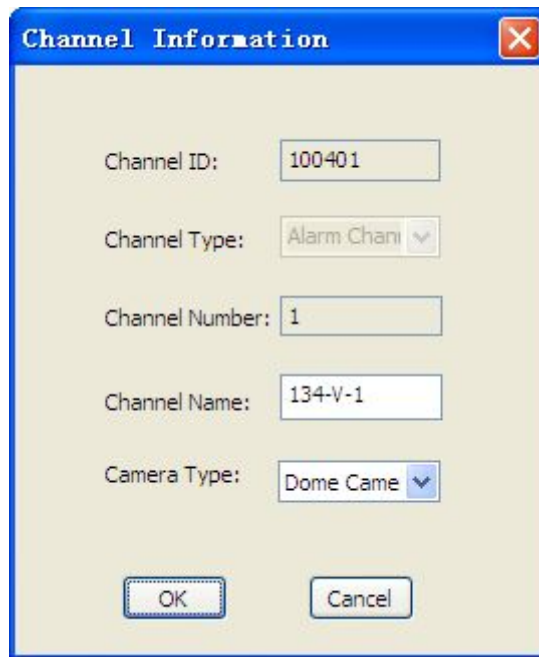 Channel Information
Channel ID: 100401
Channel Type: Alarm Chan
Channel Number: 1
Channel Name: 134-V-1
Camera Type: Dome Came
OK Cancel